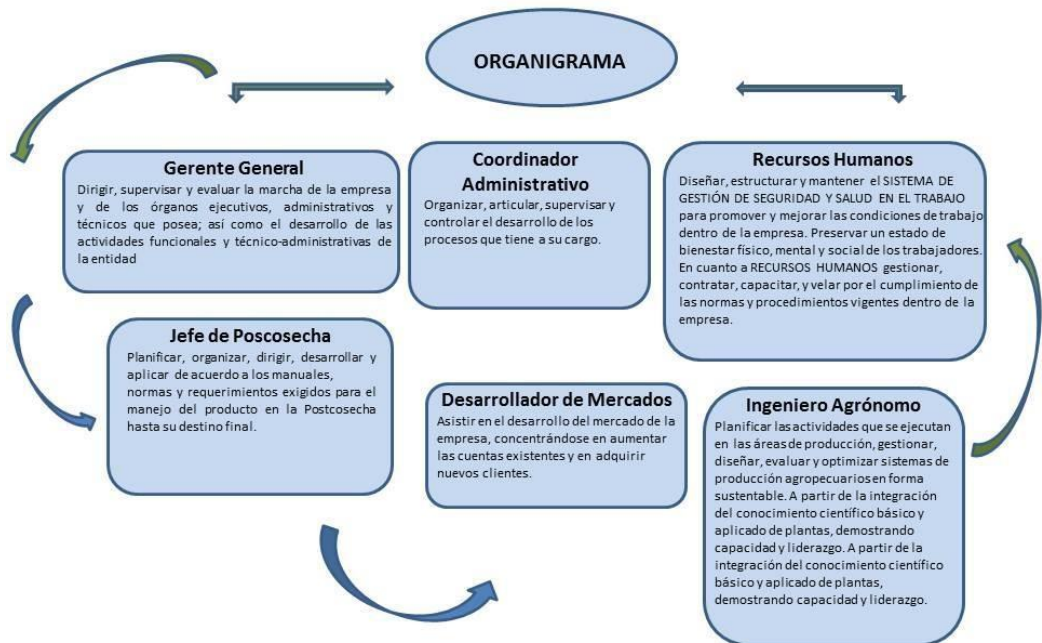 ORGANIGRAMA
Gerente General
Dirigir, supervisar y evaluar la marcha de la empresa
y de los órganos ejecutivos, administrativos y
técnicos que posea; así como el desarrollo de las
actividades funcionales y técnico-administrativas de
la entidad
Coordinador
Administrativo
Organizar, articular, supervisar y
controlar el desarrollo de los
procesos que tiene a su cargo.
Recursos Humanos
Diseñar, estructurar y mantener el SISTEMA DE
GESTIÓN DE SEGURIDAD Y SALUD EN EL TRABAJO
para promover y mejorar las condiciones de trabajo
dentro de la empresa. Preservar un estado de
bienestar físico, mental y social de los trabajadores.
En cuanto a RECURSOS HUMANOS gestionar,
contratar, capacitar, y velar por el cumplimiento de
las normas y procedimientos vigentes dentro de la
empresa.
Jefe de Poscosecha
Planificar, organizar, dirigir, desarrollar y
aplicar de acuerdo a los manuales,
normas y requerimientos exigidos para el
manejo del producto en la Postcosecha
hasta su destino final.
Desarrollador de Mercados
Asistir en el desarrollo del mercado de la
empresa, concentrándose en aumentar
las cuentas existentes y en adquirir
nuevos clientes.
Ingeniero Agrónomo
Planificar las actividades que se ejecutan
en las áreas de producción, gestionar,
diseñar, evaluar y optimizar sistemas de
producción agropecuarios en forma
sustentable. A partir de la integración
del conocimiento científico básico y
aplicado de plantas, demostrando
capacidad y liderazgo. A partir de la
integración del conocimiento científico
básico y aplicado de plantas,
demostrando capacidad y liderazgo.